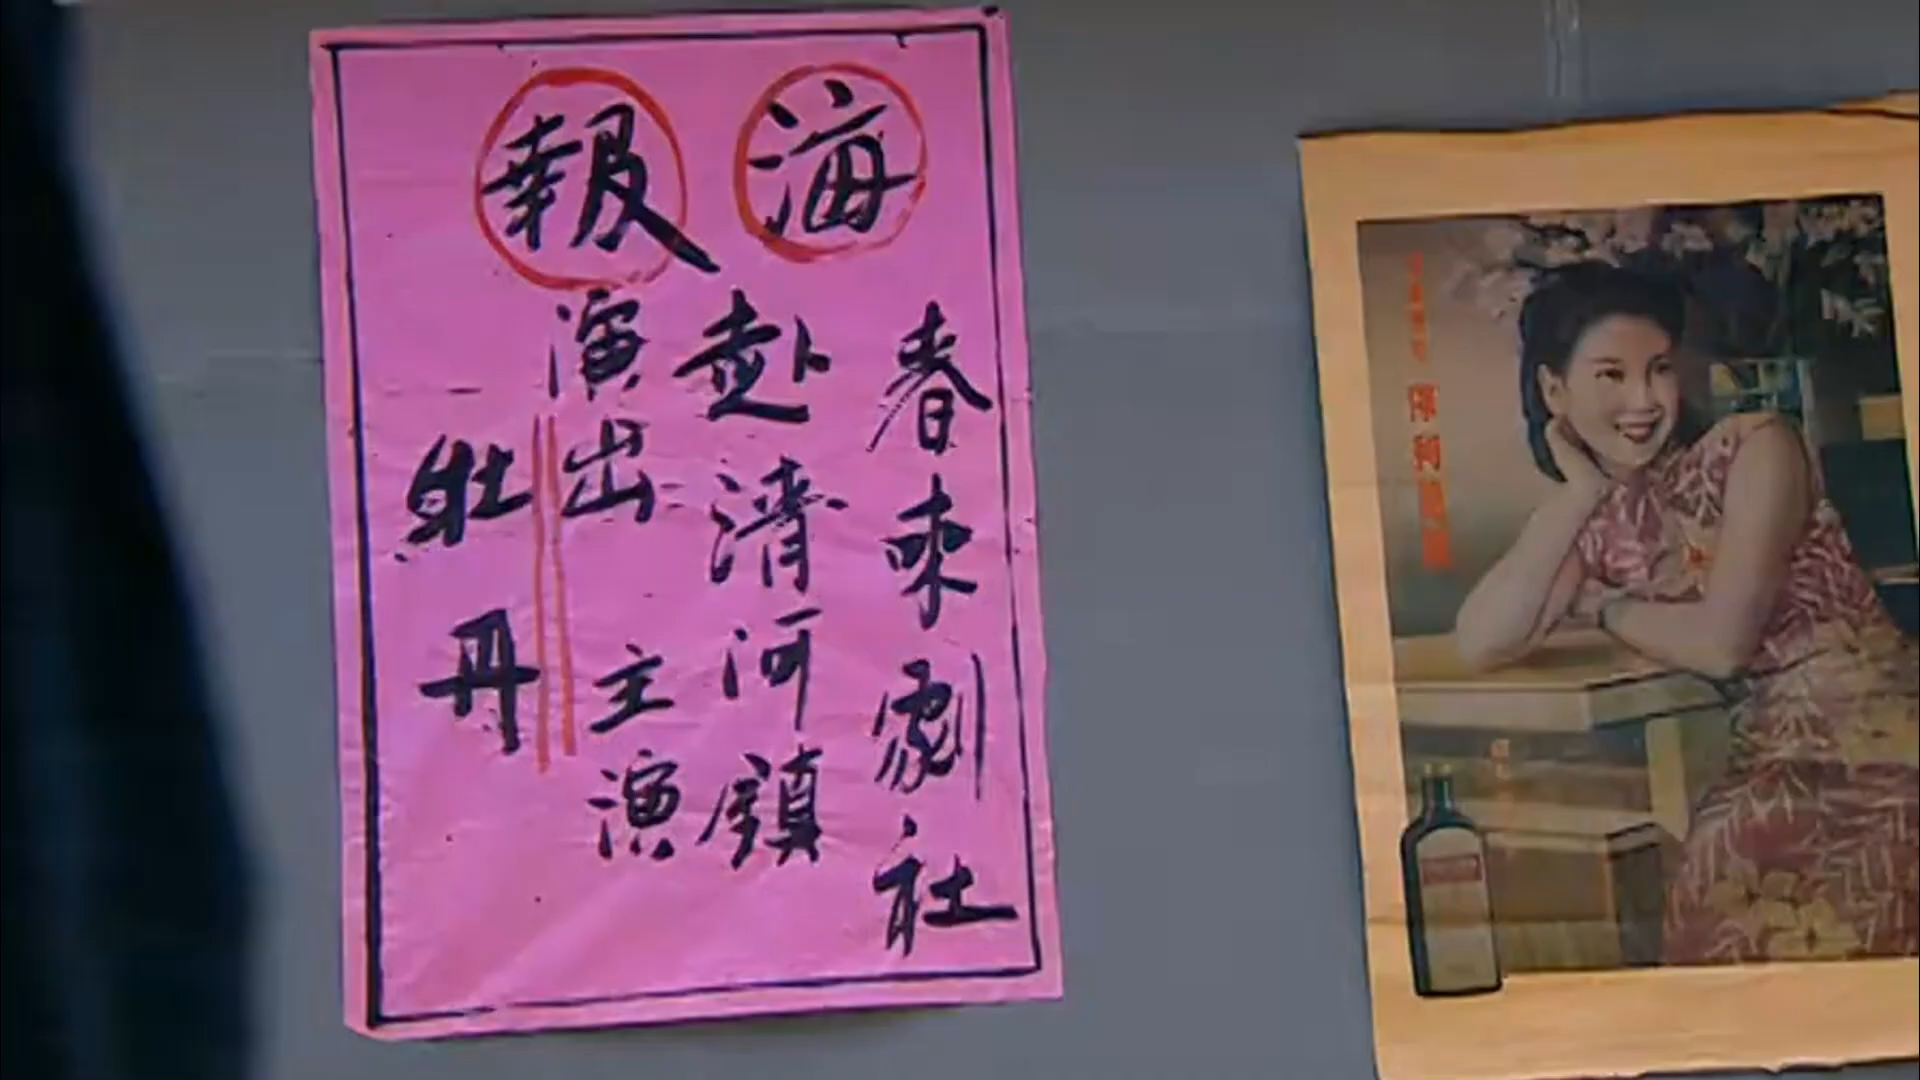 海報
春來劇社
赴清河鎮
演出 主演
牡丹